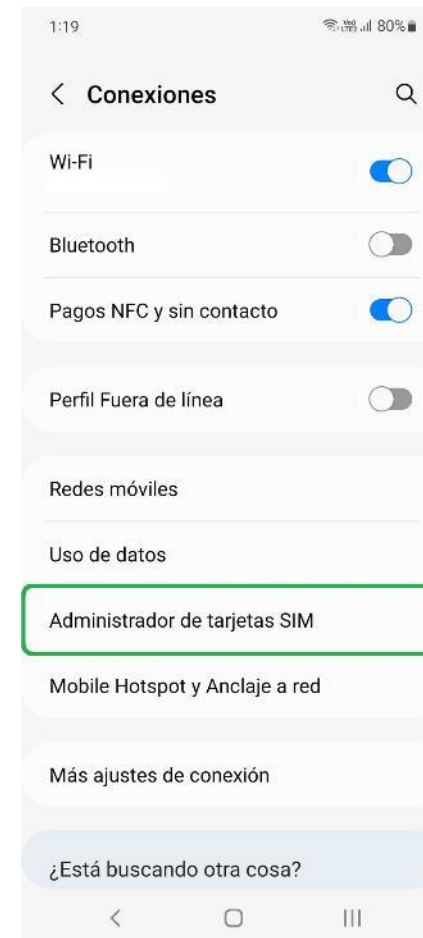 1:19 80%
Conexiones
Wi-Fi
Bluetooth
Pagos NFC y sin contacto
Perfil Fuera de línea
Redes móviles
Uso de datos
Administrador de tarjetas SIM
Mobile Hotspot y Anclaje a red
Más ajustes de conexión
¿Está buscando otra cosa?